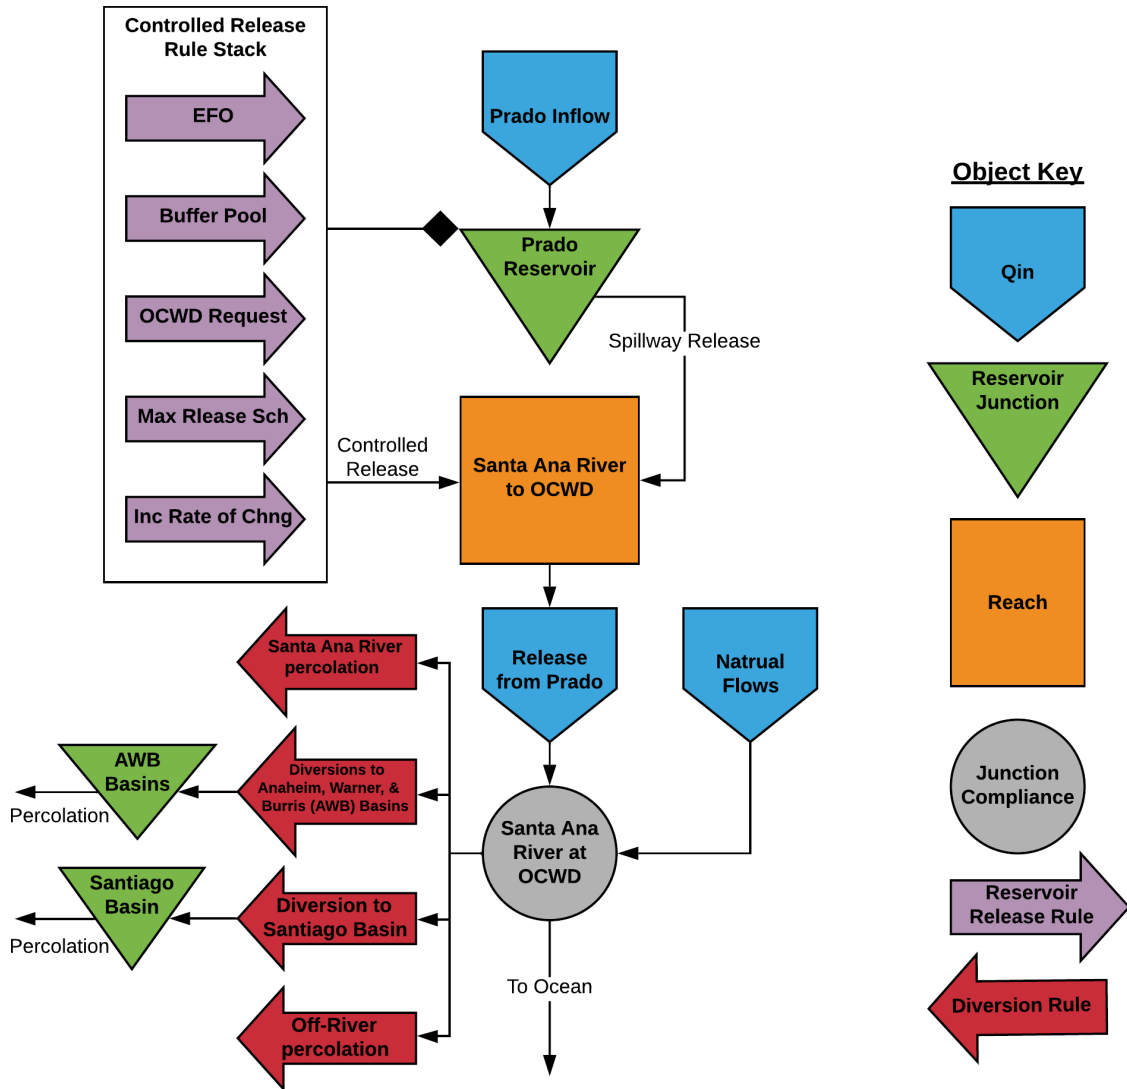 Controlled Release
Rule Stack
EFO
Buffer Pool
OCWD Request
Max Rlease Sch
Inc Rate of Chng
Prado Inflow
Prado
Reservoir
Spillway Release
Controlled
Release
Santa Ana River
to OCWD
Release
from Prado
Natrual
Flows
Santa Ana
River at
OCWD
To Ocean
Santa Ana River
percolation
Diversions to
Anaheim, Warner, &
Burris (AWB) Basins
AWB
Basins
Percolation
Diversion to
Santiago Basin
Santiago
Basin
Percolation
Off-River
percolation
Object Key
Qin
Reservoir
Junction
Reach
Junction
Compliance
Reservoir
Release Rule
Diversion Rule